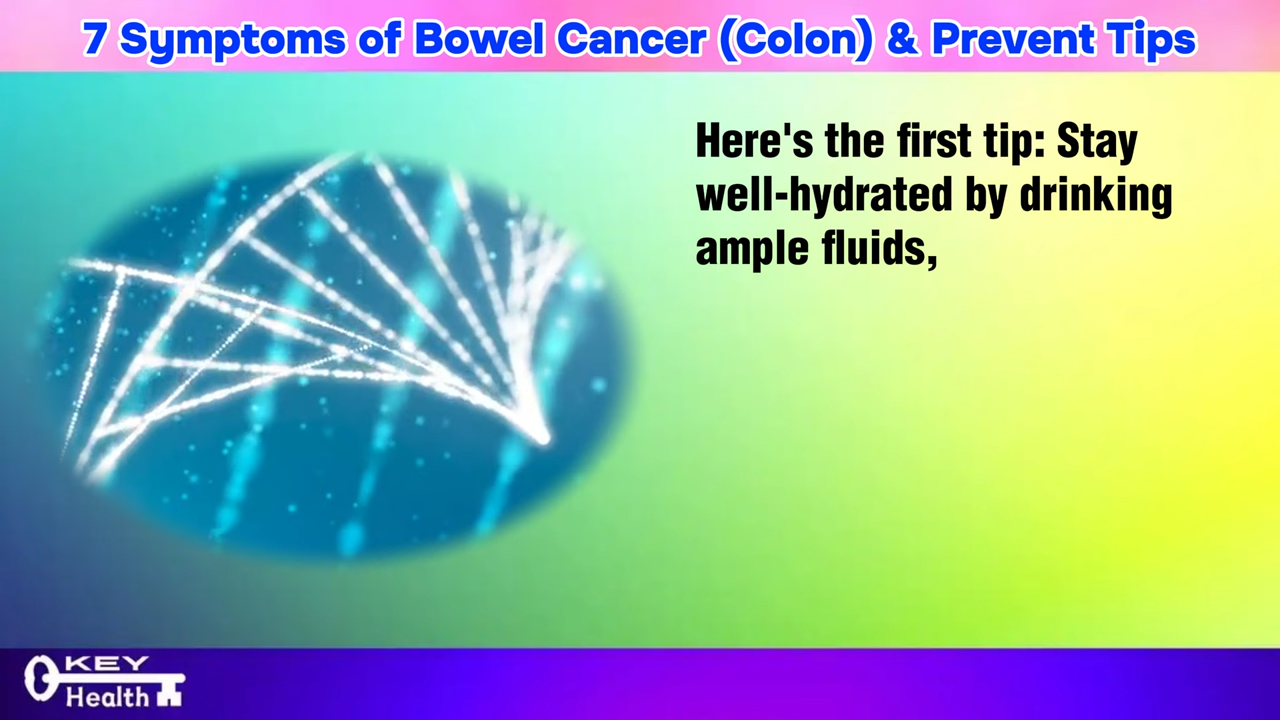 7 Symptoms of Bowel Cancer (Colon) & Prevent Tips
Here's the first tip: Stay
well-hydrated by drinking
ample fluids,
KEY
Health